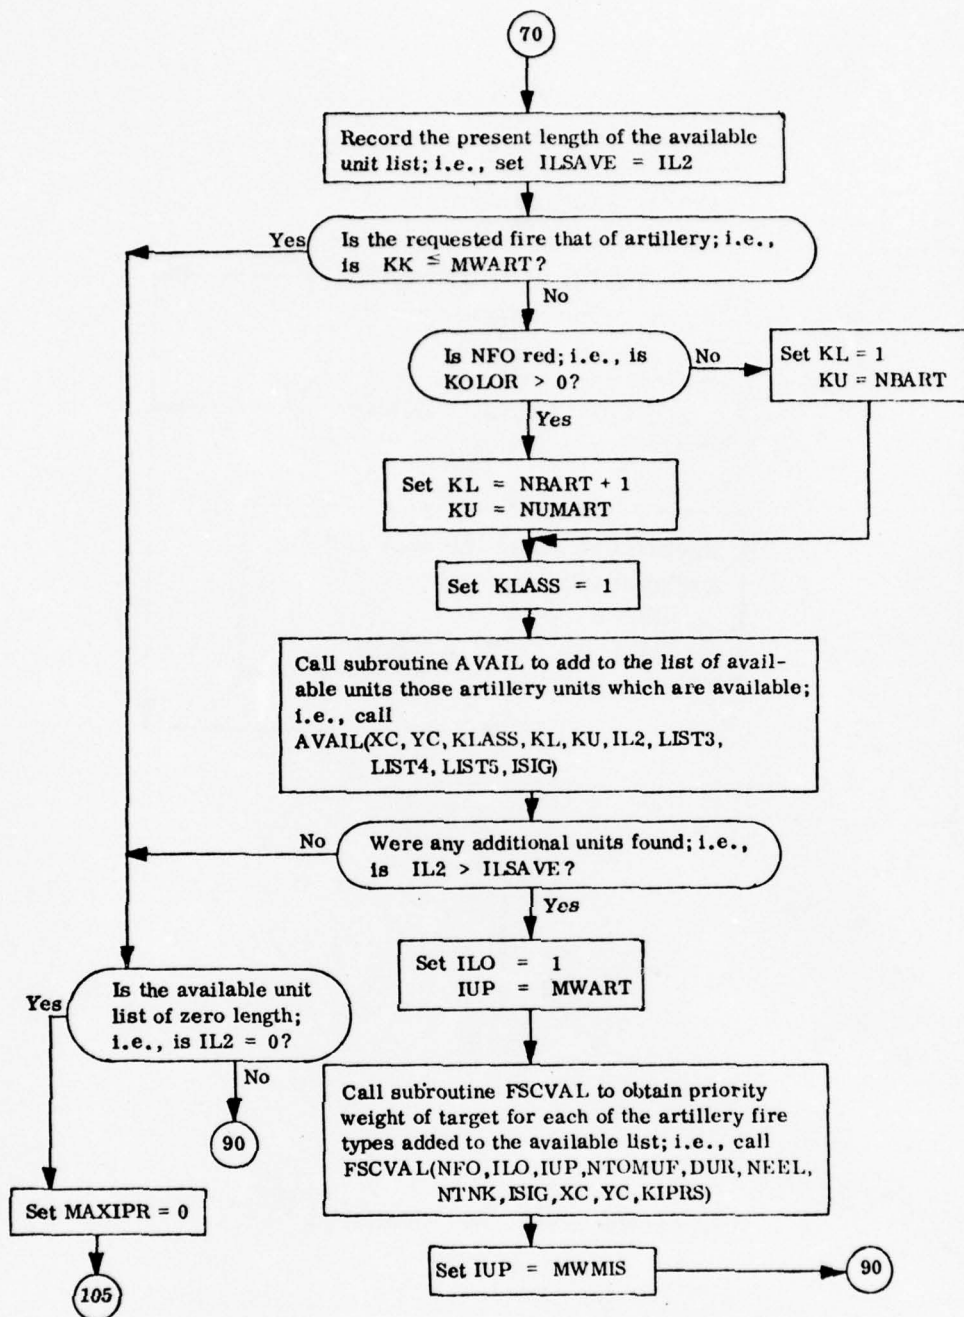 70
Record the present length of the available
unit list; i.e., set ILSAVE = IL2
Yes
Is the requested fire that of artillery; i.e.,
is KK ≤ MWART?
No
Is NFO red; i.e., is
KOLOR > 0?
No
Set KL = 1
KU = NBART
Yes
Set KL = NBART + 1
KU = NUMART
Set KLASS = 1
Call subroutine AVAIL to add to the list of avail-
able units those artillery units which are available;
i.e., call
AVAIL(XC, YC, KLASS, KL, KU, IL2, LIST3,
LIST4, LIST5, ISIG)
No
Were any additional units found; i.e.,
is IL2 > ILSAVE?
Yes
Set ILO = 1
IUP = MWART
Yes
Is the available unit
list of zero length;
i.e., is IL2 = 0?
No
90
Call subroutine FSCVAL to obtain priority
weight of target for each of the artillery fire
types added to the available list; i.e., call
FSCVAL(NFO, ILO, IUP, NTOMUF, DUR, NEEL,
NTNK, ISIG, XC, YC, KIPRS)
Set MAXIPR = 0
105
Set IUP = MWMIS
90